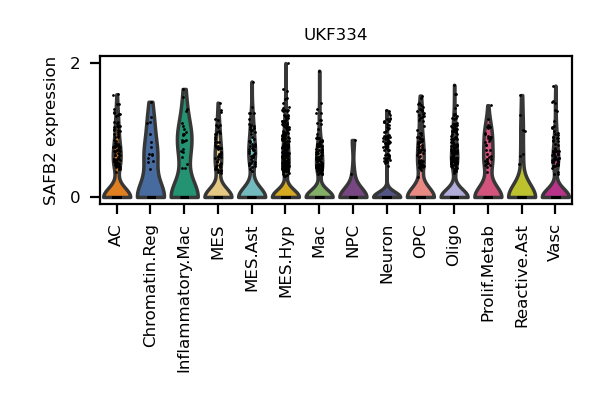 UKF334
SAFB2 expression
2
0
AC
Chromatin.Reg
Inflammatory.Mac
MES
MES.Ast
MES.Hyp
Mac
NPC
Neuron
OPC
Oligo
Prolif.Metab
Reactive.Ast
Vasc